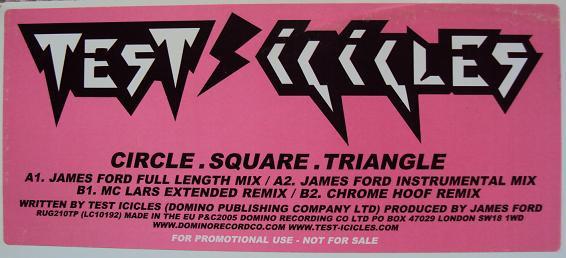 TEST ICICLES
CIRCLE.SQUARE.TRIANGLE
A1. JAMES FORD FULL LENGTH MIX / A2. JAMES FORD INSTRUMENTAL MIX
B1. MC LARS EXTENDED REMIX / B2. CHROME HOOF REMIX
WRITTEN BY TEST ICICLES (DOMINO PUBLISHING COMPANY LTD) PRODUCED BY JAMES FORD
RUG210TP (LC10192) MADE IN THE EU P&C2005 DOMINO RECORDING CO LTD PO BOX 47029 LONDON SW18 1WD
WWW.DOMINORECORDCO.COM WWW.TEST-ICICLES.COM
FOR PROMOTIONAL USE - NOT FOR SALE